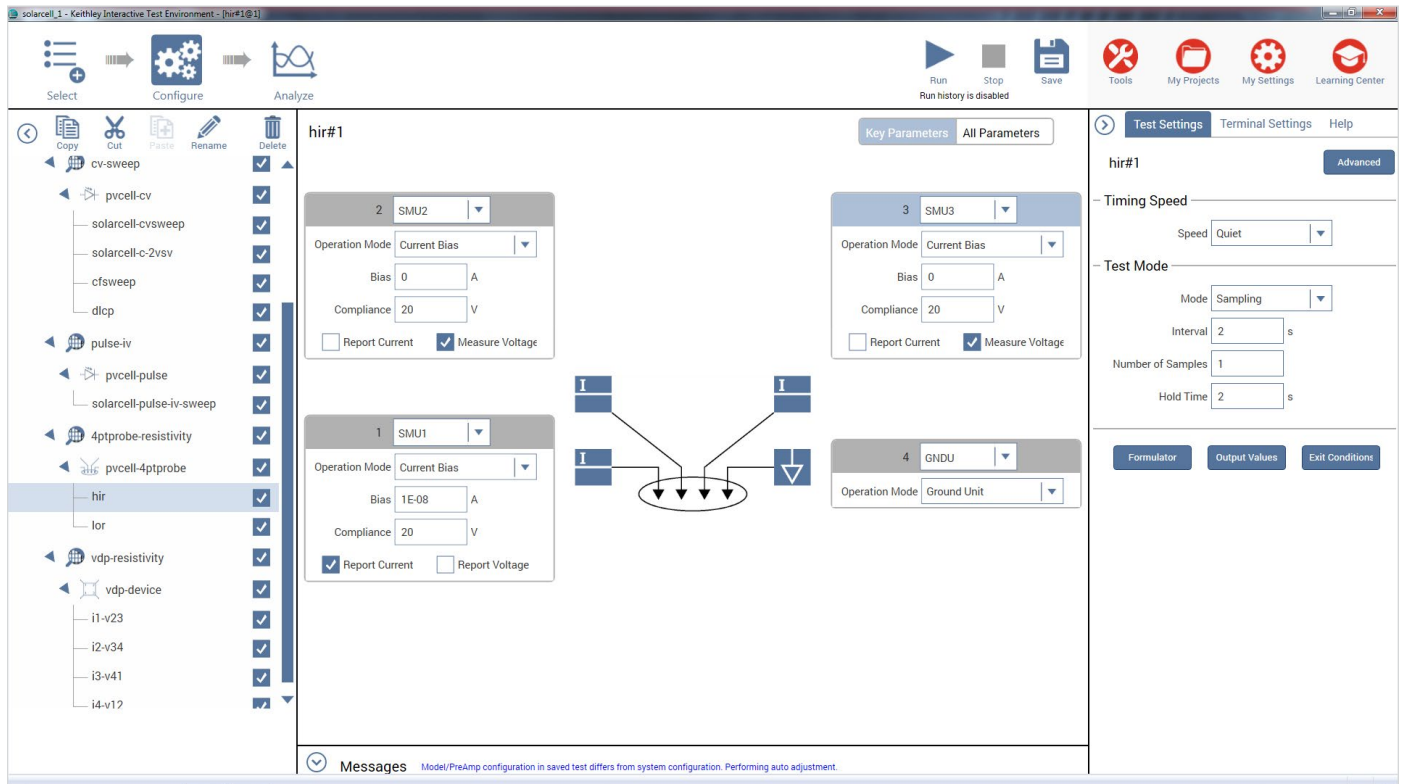 solarcell_1 - Keithley Interactive Test Environment - [hir#1@1]
Select
Configure
Analyze
Run
Stop
Save
Run history is disabled
Tools
My Projects
My Settings
Learning Center
Copy
Cut
Paste
Rename
Delete
cv-sweep
pvcell-cv
solarcell-cvsweep
solarcell-c-2vsv
cfsweep
dlcp
pulse-iv
pvcell-pulse
solarcell-pulse-iv-sweep
4ptprobe-resistivity
pvcell-4ptprobe
hir
lor
vdp-resistivity
vdp-device
i1-v23
i2-v34
i3-v41
i4-v12
hir#1
Key Parameters
All Parameters
2 SMU2
Operation Mode Current Bias
Bias 0 A
Compliance 20 V
Report Current Measure Voltage
3 SMU3
Operation Mode Current Bias
Bias 0 A
Compliance 20 V
Report Current Measure Voltage
I
I
1 SMU1
Operation Mode Current Bias
Bias 1E-08 A
Compliance 20 V
Report Current Report Voltage
I
4 GNDU
Operation Mode Ground Unit
Messages Model/PreAmp configuration in saved test differs from system configuration. Performing auto adjustment.
Test Settings
Terminal Settings
Help
hir#1
Advanced
Timing Speed
Speed Quiet
Test Mode
Mode Sampling
Interval 2 s
Number of Samples 1
Hold Time 2 s
Formulator
Output Values
Exit Conditions